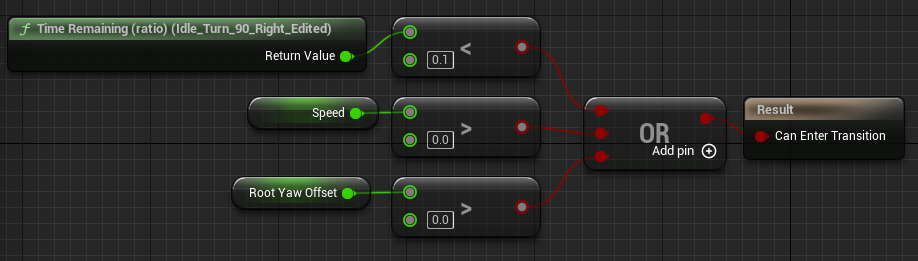 f Time Remaining (ratio) (Idle_Turn_90_Right_Edited)
Return Value
0.1 <
Speed
0.0 >
Root Yaw Offset
0.0 >
OR
Add pin
Result
Can Enter Transition